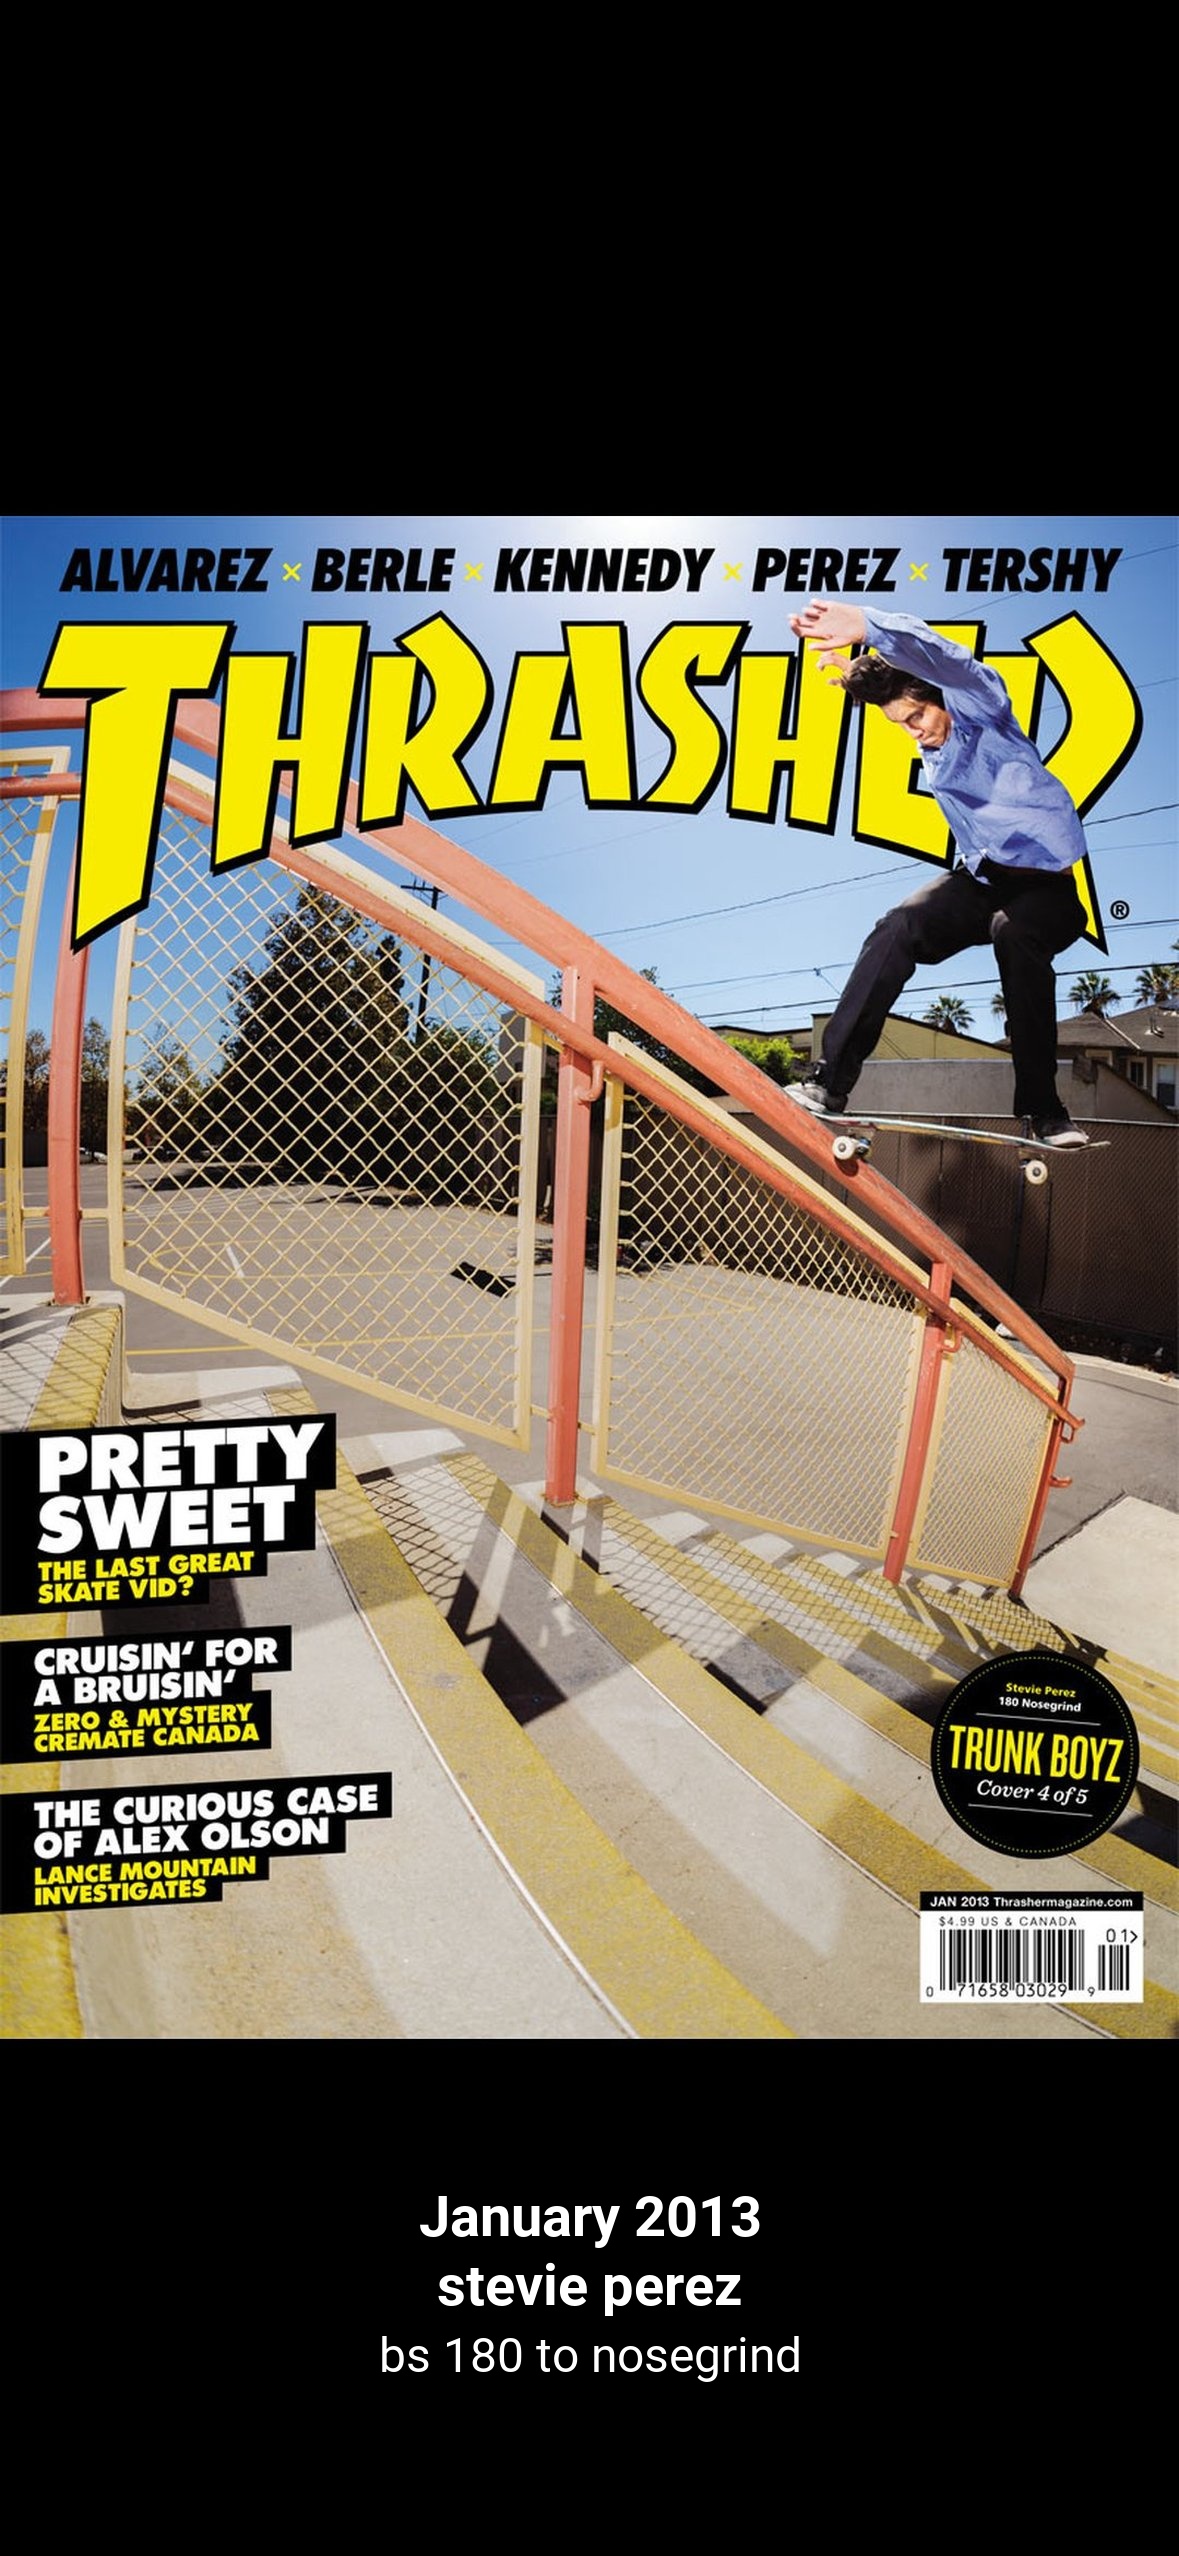 ALVAREZ × BERLE × KENNEDY × PEREZ × TERSHY
THRASHER
®
PRETTY
SWEET
THE LAST GREAT
SKATE VID?
CRUISIN' FOR
A BRUISIN'
ZERO & MYSTERY
CREMATE CANADA
THE CURIOUS CASE
OF ALEX OLSON
LANCE MOUNTAIN
INVESTIGATES
Stevie Perez
180 Nosegrind
TRUNK BOYZ
Cover 4 of 5
JAN 2013 Thrashermagazine.com
$4.99 US & CANADA
01>
0 71658 03029 9
January 2013
stevie perez
bs 180 to nosegrind